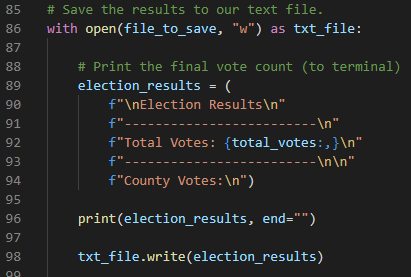 85 # Save the results to our text file.
86 with open(file_to_save, "w") as txt_file:
87
88     # Print the final vote count (to terminal)
89     election_results = (
90         f"\nElection Results\n"
91         f"-------------------------\n"
92         f"Total Votes: {total_votes:,}\n"
93         f"-------------------------\n\n"
94         f"County Votes:\n")
95
96     print(election_results, end="")
97
98     txt_file.write(election_results)
99